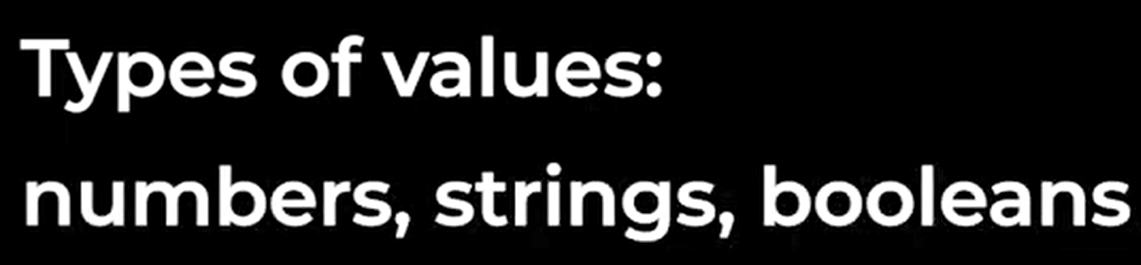 Types of values:
numbers, strings, booleans